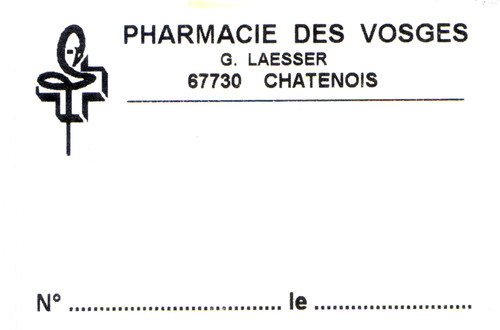 PHARMACIE DES VOSGES
G. LAESSER
67730 CHATENOIS
N° .................................. le .........................